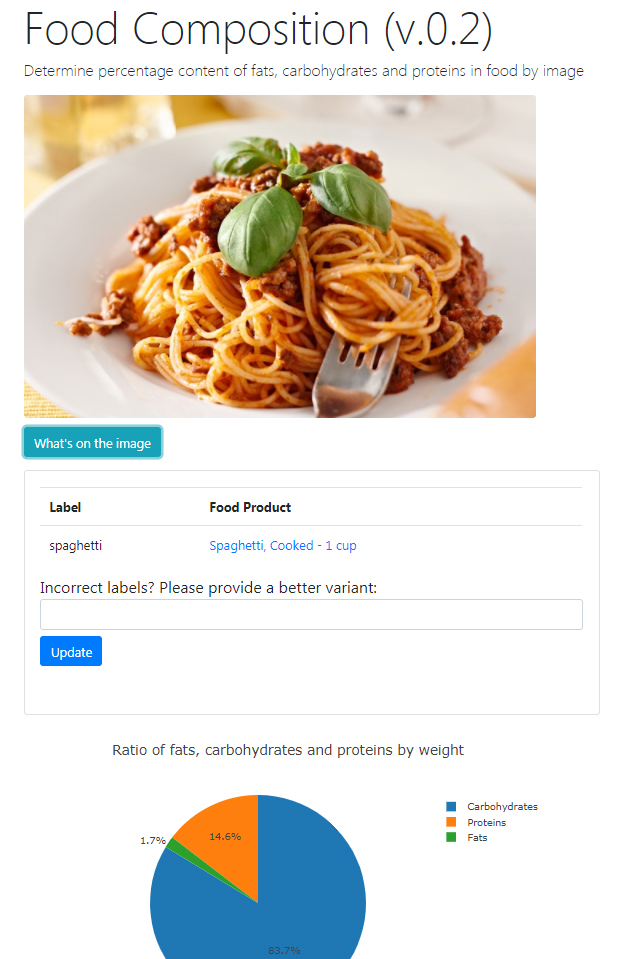 Food Composition (v.0.2)
Determine percentage content of fats, carbohydrates and proteins in food by image
What's on the image
Label Food Product
spaghetti Spaghetti, Cooked - 1 cup
Incorrect labels? Please provide a better variant:
Update
Ratio of fats, carbohydrates and proteins by weight
Carbohydrates
Proteins
Fats
14.6%
1.7%
83.7%